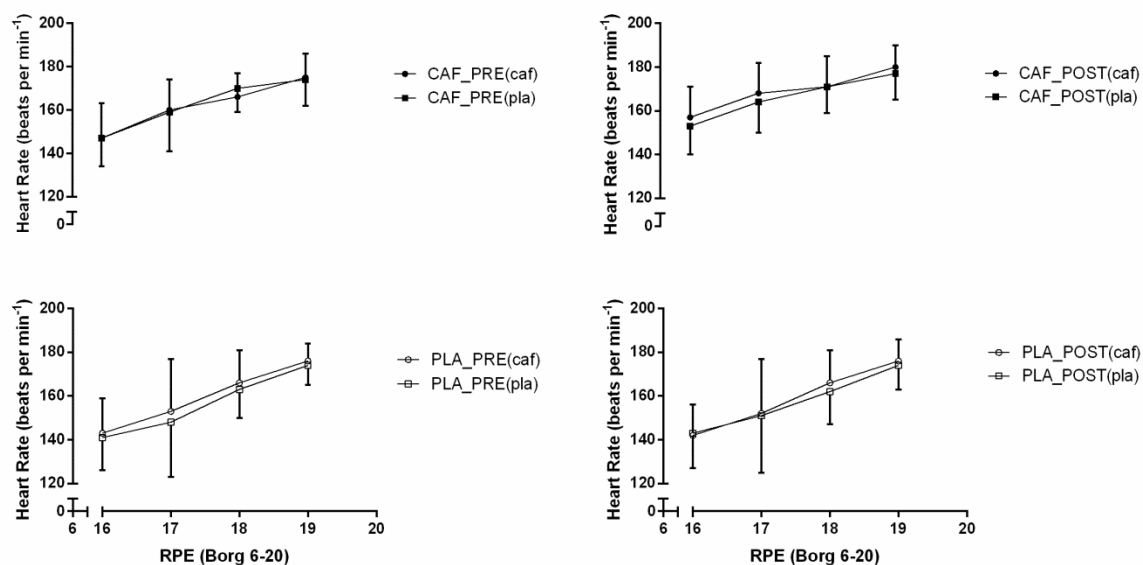 Heart Rate (beats per min⁻¹)
200
180
160
140
120
0
CAF_PRE(caf)
CAF_PRE(pla)
Heart Rate (beats per min⁻¹)
200
180
160
140
120
0
CAF_POST(caf)
CAF_POST(pla)
Heart Rate (beats per min⁻¹)
200
180
160
140
120
0
6 16 17 18 19 20
RPE (Borg 6-20)
PLA_PRE(caf)
PLA_PRE(pla)
Heart Rate (beats per min⁻¹)
200
180
160
140
120
0
6 16 17 18 19 20
RPE (Borg 6-20)
PLA_POST(caf)
PLA_POST(pla)